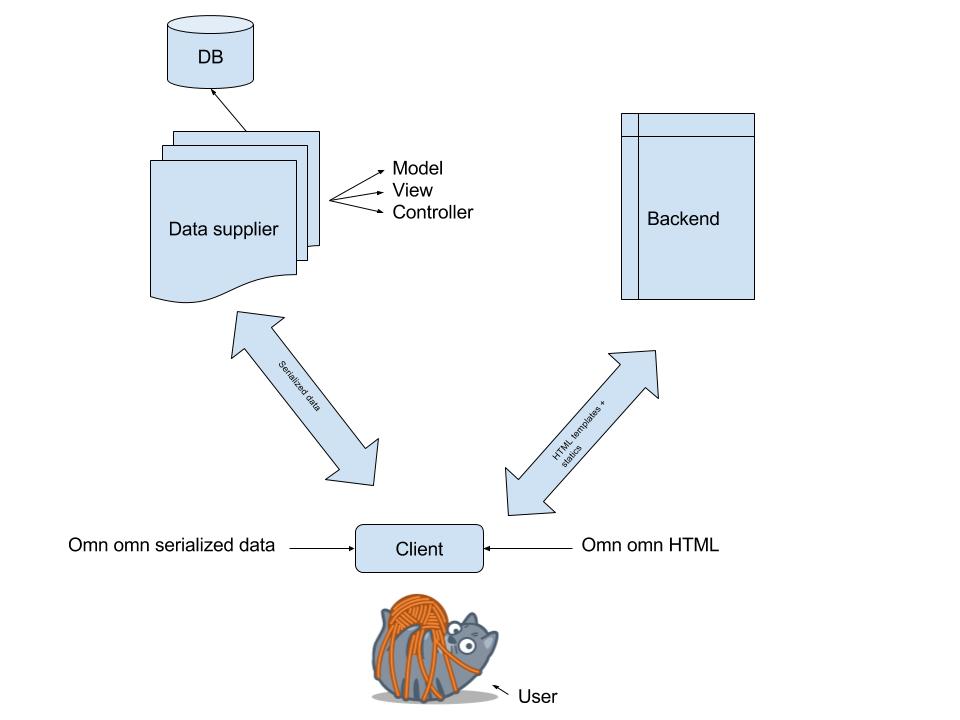 DB
Data supplier
Model
View
Controller
Backend
Serialized data
HTML templates +
statics
Omn omn serialized data
Client
Omn omn HTML
User